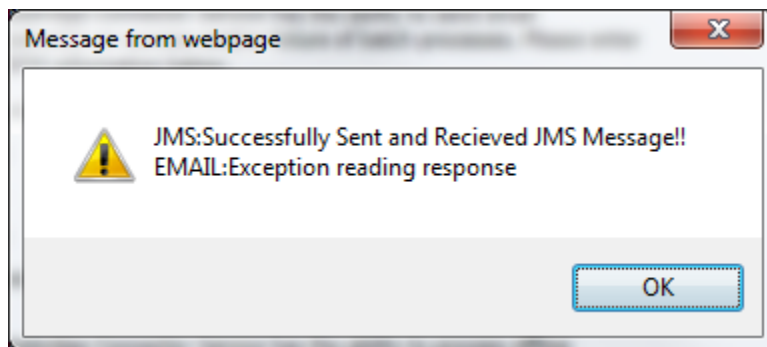 Message from webpage
JMS:Successfully Sent and Recieved JMS Message!!
EMAIL:Exception reading response
OK